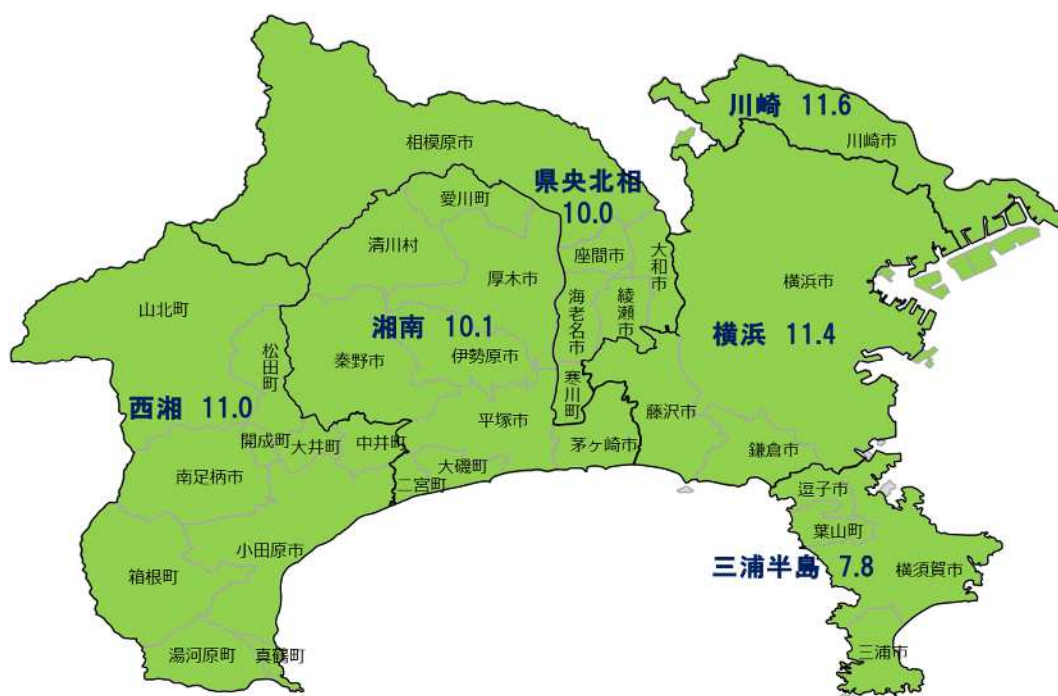 川崎 11.6
川崎市
相模原市
県央北相
10.0
愛川町
清川村
座間市
大和市
厚木市
横浜市
海老名市
綾瀬市
山北町
湘南 10.1
横浜 11.4
松田町
秦野市
伊勢原市
寒川町
西湘 11.0
藤沢市
平塚市
開成町
大井町
中井町
茅ヶ崎市
鎌倉市
南足柄市
大磯町
二宮町
逗子市
葉山町
小田原市
三浦半島 7.8
横須賀市
箱根町
湯河原町
真鶴町
三浦市